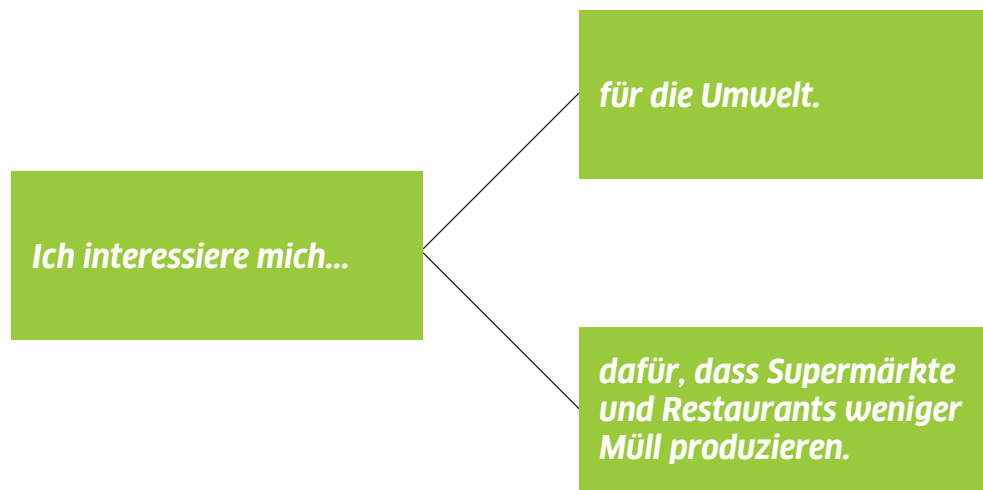 für die Umwelt.
Ich interessiere mich...
dafür, dass Supermärkte
und Restaurants weniger
Müll produzieren.